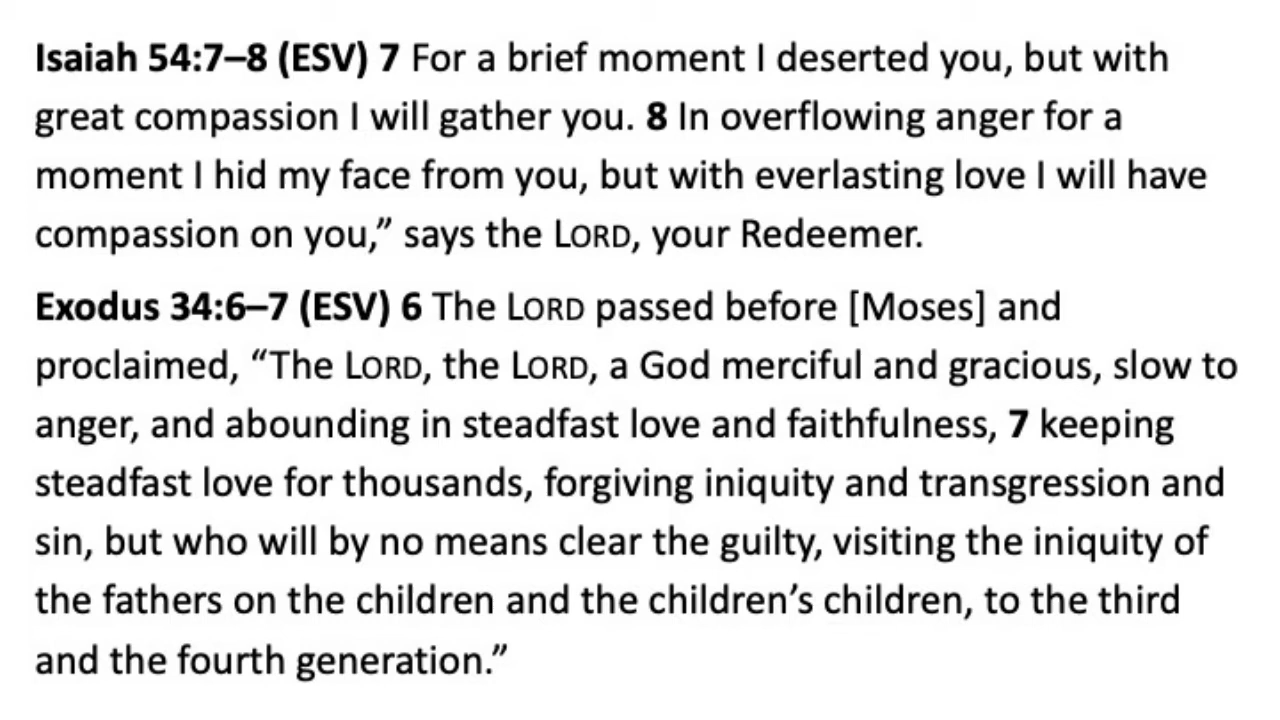 Isaiah 54:7–8 (ESV) 7 For a brief moment I deserted you, but with
great compassion I will gather you. 8 In overflowing anger for a
moment I hid my face from you, but with everlasting love I will have
compassion on you,” says the LORD, your Redeemer.
Exodus 34:6–7 (ESV) 6 The LORD passed before [Moses] and
proclaimed, “The LORD, the LORD, a God merciful and gracious, slow to
anger, and abounding in steadfast love and faithfulness, 7 keeping
steadfast love for thousands, forgiving iniquity and transgression and
sin, but who will by no means clear the guilty, visiting the iniquity of
the fathers on the children and the children’s children, to the third
and the fourth generation.”